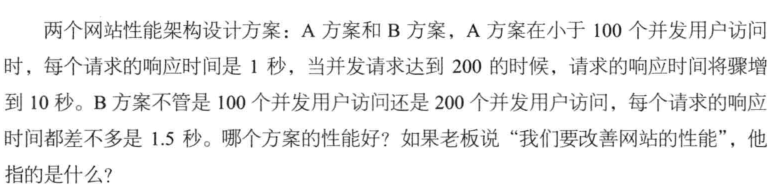 两个网站性能架构设计方案：A 方案和 B 方案，A 方案在小于 100 个并发用户访问
时，每个请求的响应时间是 1 秒，当并发请求达到 200 的时候，请求的响应时间将骤增
到 10 秒。B 方案不管是 100 个并发用户访问还是 200 个并发用户访问，每个请求的响应
时间都差不多是 1.5 秒。哪个方案的性能好？如果老板说“我们要改善网站的性能”，他
指的是什么？